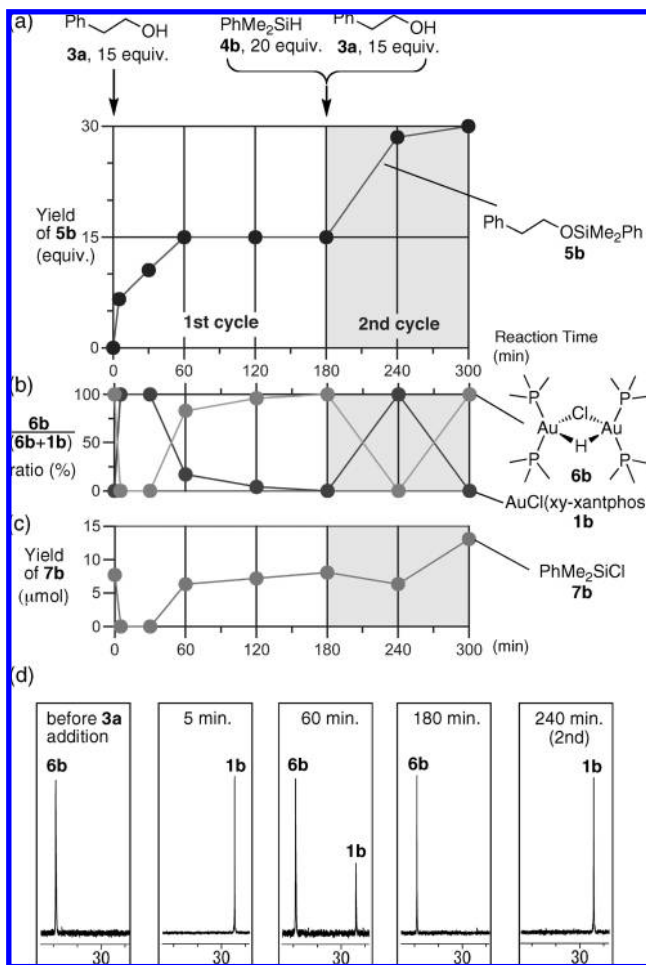 (a)
Ph OH
3a, 15 equiv.
PhMe2SiH
4b, 20 equiv.
Ph OH
3a, 15 equiv.
30
15
0
Yield
of 5b
(equiv.)
1st cycle
2nd cycle
0 60 120 180 240 300
Ph OSiMe2Ph
5b
Reaction Time
(min)
(b)
100
50
0
6b
(6b+1b)
ratio (%)
P P
Cl
Au Au
H
P P
6b
AuCl(xy-xantphos
1b
(c)
15
10
5
0
Yield
of 7b
(μmol)
0 60 120 180 240 300 (min)
PhMe2SiCl
7b
(d)
before 3a
addition
6b
30
5 min.
1b
30
60 min.
6b
1b
30
180 min.
6b
30
240 min.
(2nd)
1b
30